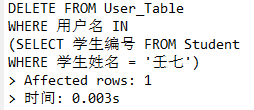 DELETE FROM User_Table
WHERE 用户名 IN
(SELECT 学生编号 FROM Student
WHERE 学生姓名 = '壬七')
> Affected rows: 1
> 时间: 0.003s